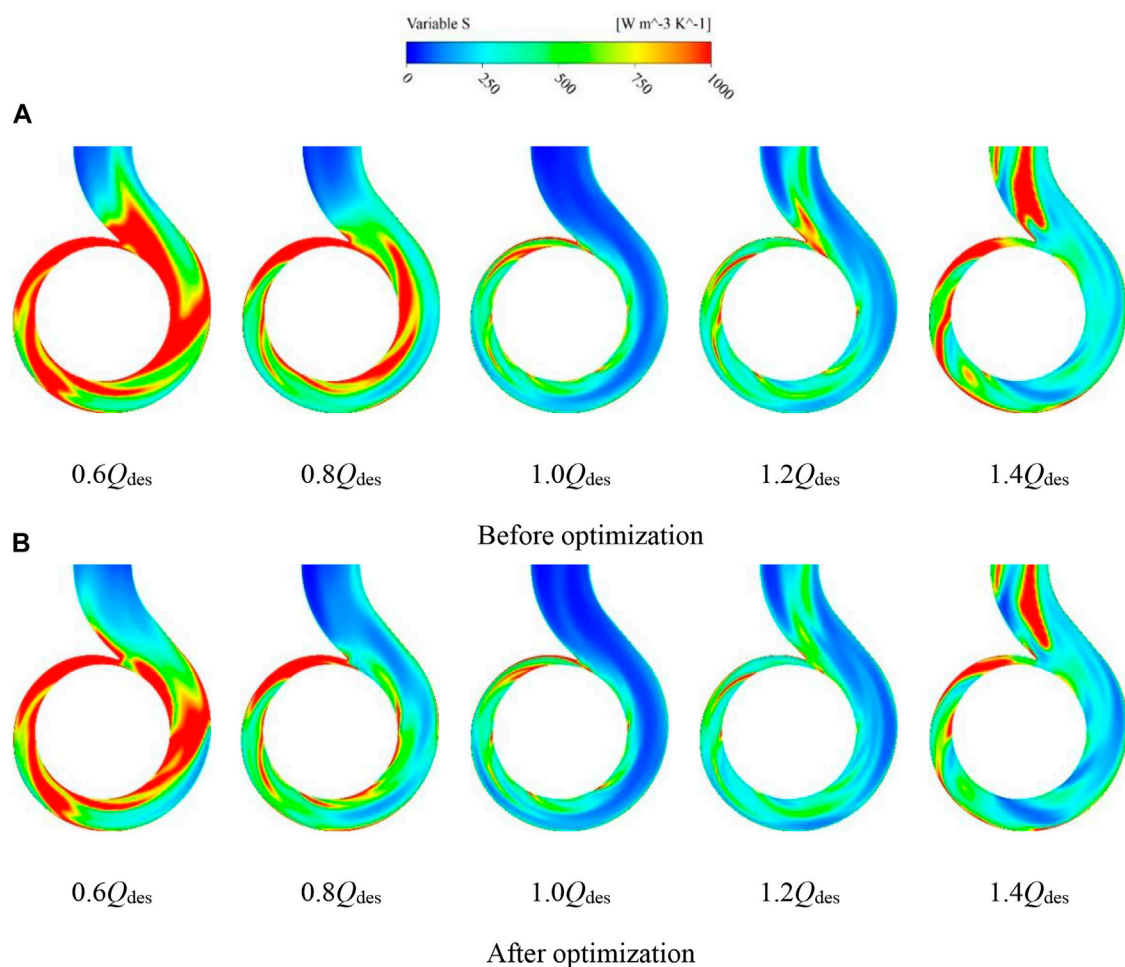 Variable S [W m^-3 K^-1]
0 250 500 750 1000
A
0.6Qdes 0.8Qdes 1.0Qdes 1.2Qdes 1.4Qdes
Before optimization
B
0.6Qdes 0.8Qdes 1.0Qdes 1.2Qdes 1.4Qdes
After optimization